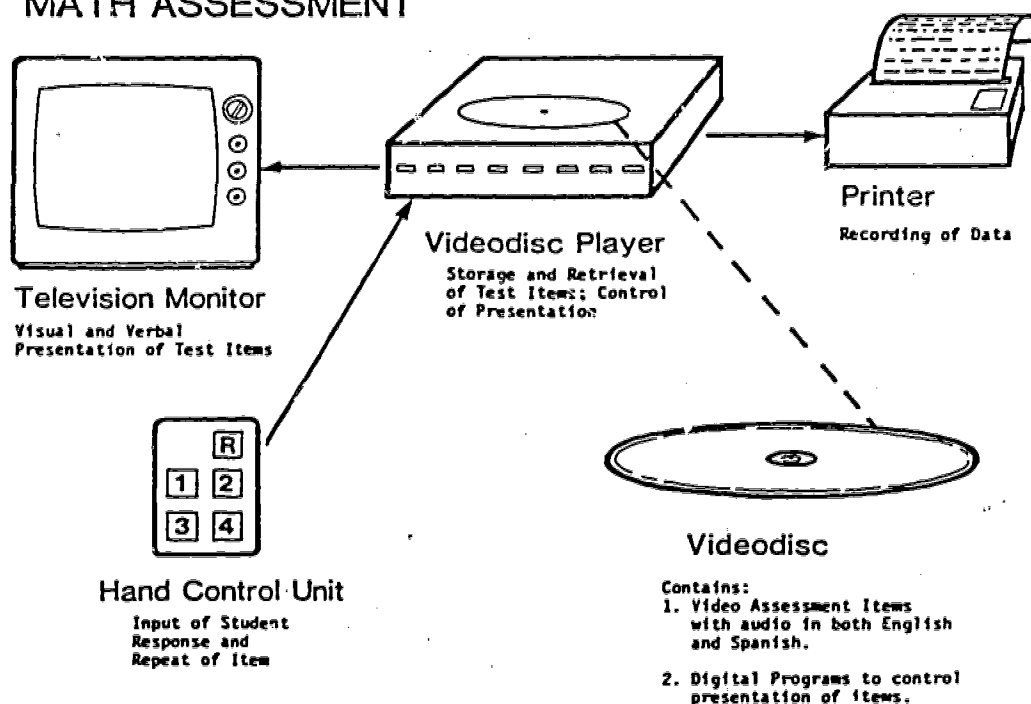 MATH ASSESSMENT
Television Monitor
Visual and Verbal
Presentation of Test Items
Videodisc Player
Storage and Retrieval
of Test Items; Control
of Presentation
Printer
Recording of Data
R
1 2
3 4
Hand Control Unit
Input of Student
Response and
Repeat of Item
Videodisc
Contains:
1. Video Assessment Items
with audio in both English
and Spanish.
2. Digital Programs to control
presentation of items.